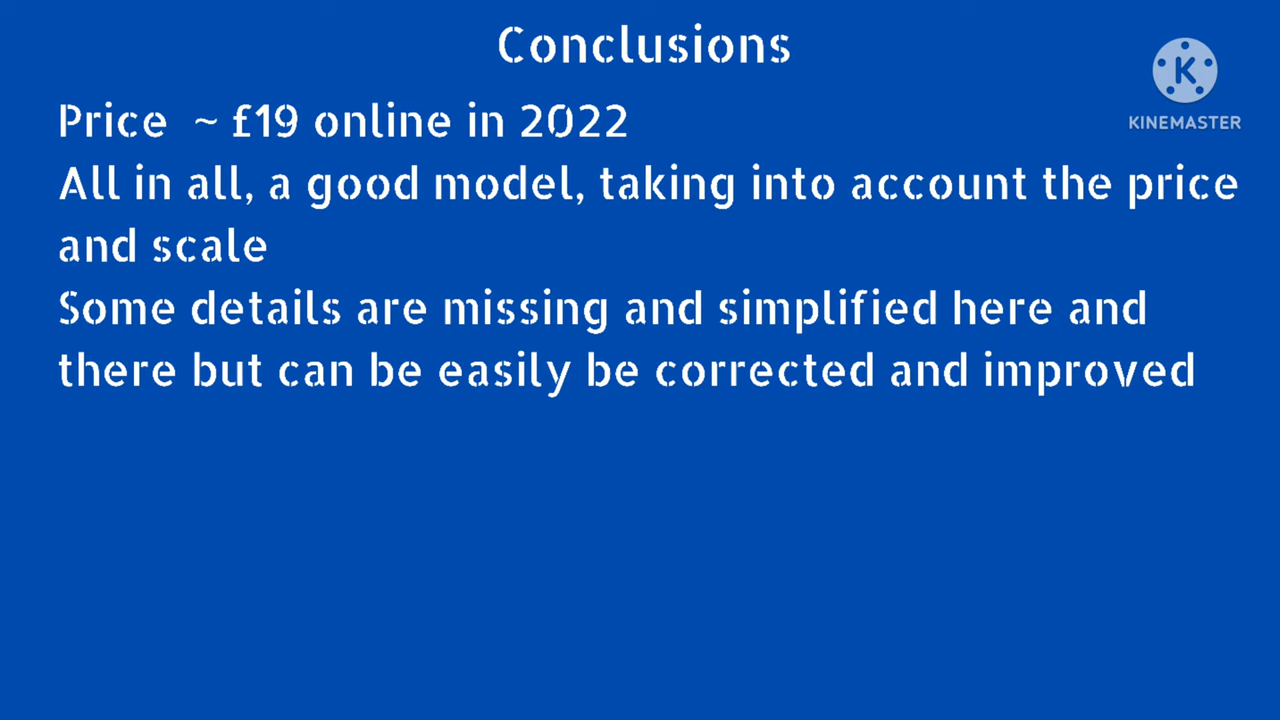 Conclusions
KINEMASTER
Price ~ £19 online in 2022
All in all, a good model, taking into account the price
and scale
Some details are missing and simplified here and
there but can be easily be corrected and improved